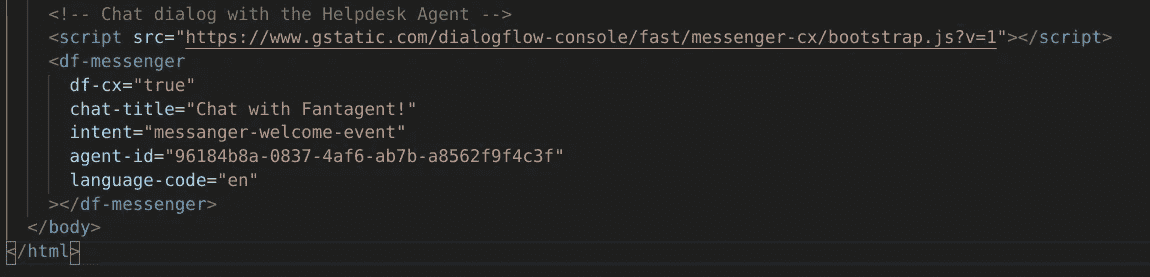 <!-- Chat dialog with the Helpdesk Agent -->
<script src="https://www.gstatic.com/dialogflow-console/fast/messenger-cx/bootstrap.js?v=1"></script>
<df-messenger
df-cx="true"
chat-title="Chat with Fantagent!"
intent="messanger-welcome-event"
agent-id="96184b8a-0837-4af6-ab7b-a8562f9f4c3f"
language-code="en"
></df-messenger>
</body>
</html>